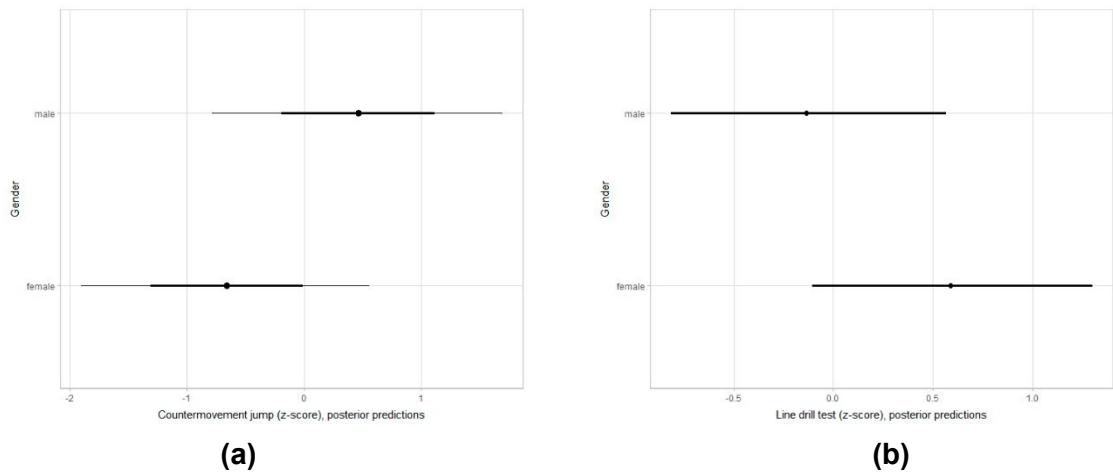 Gender
male
female
-2
-1
0
1
Countermovement jump (z-score), posterior predictions
(a)
Gender
male
female
-0.5
0.0
0.5
1.0
Line drill test (z-score), posterior predictions
(b)